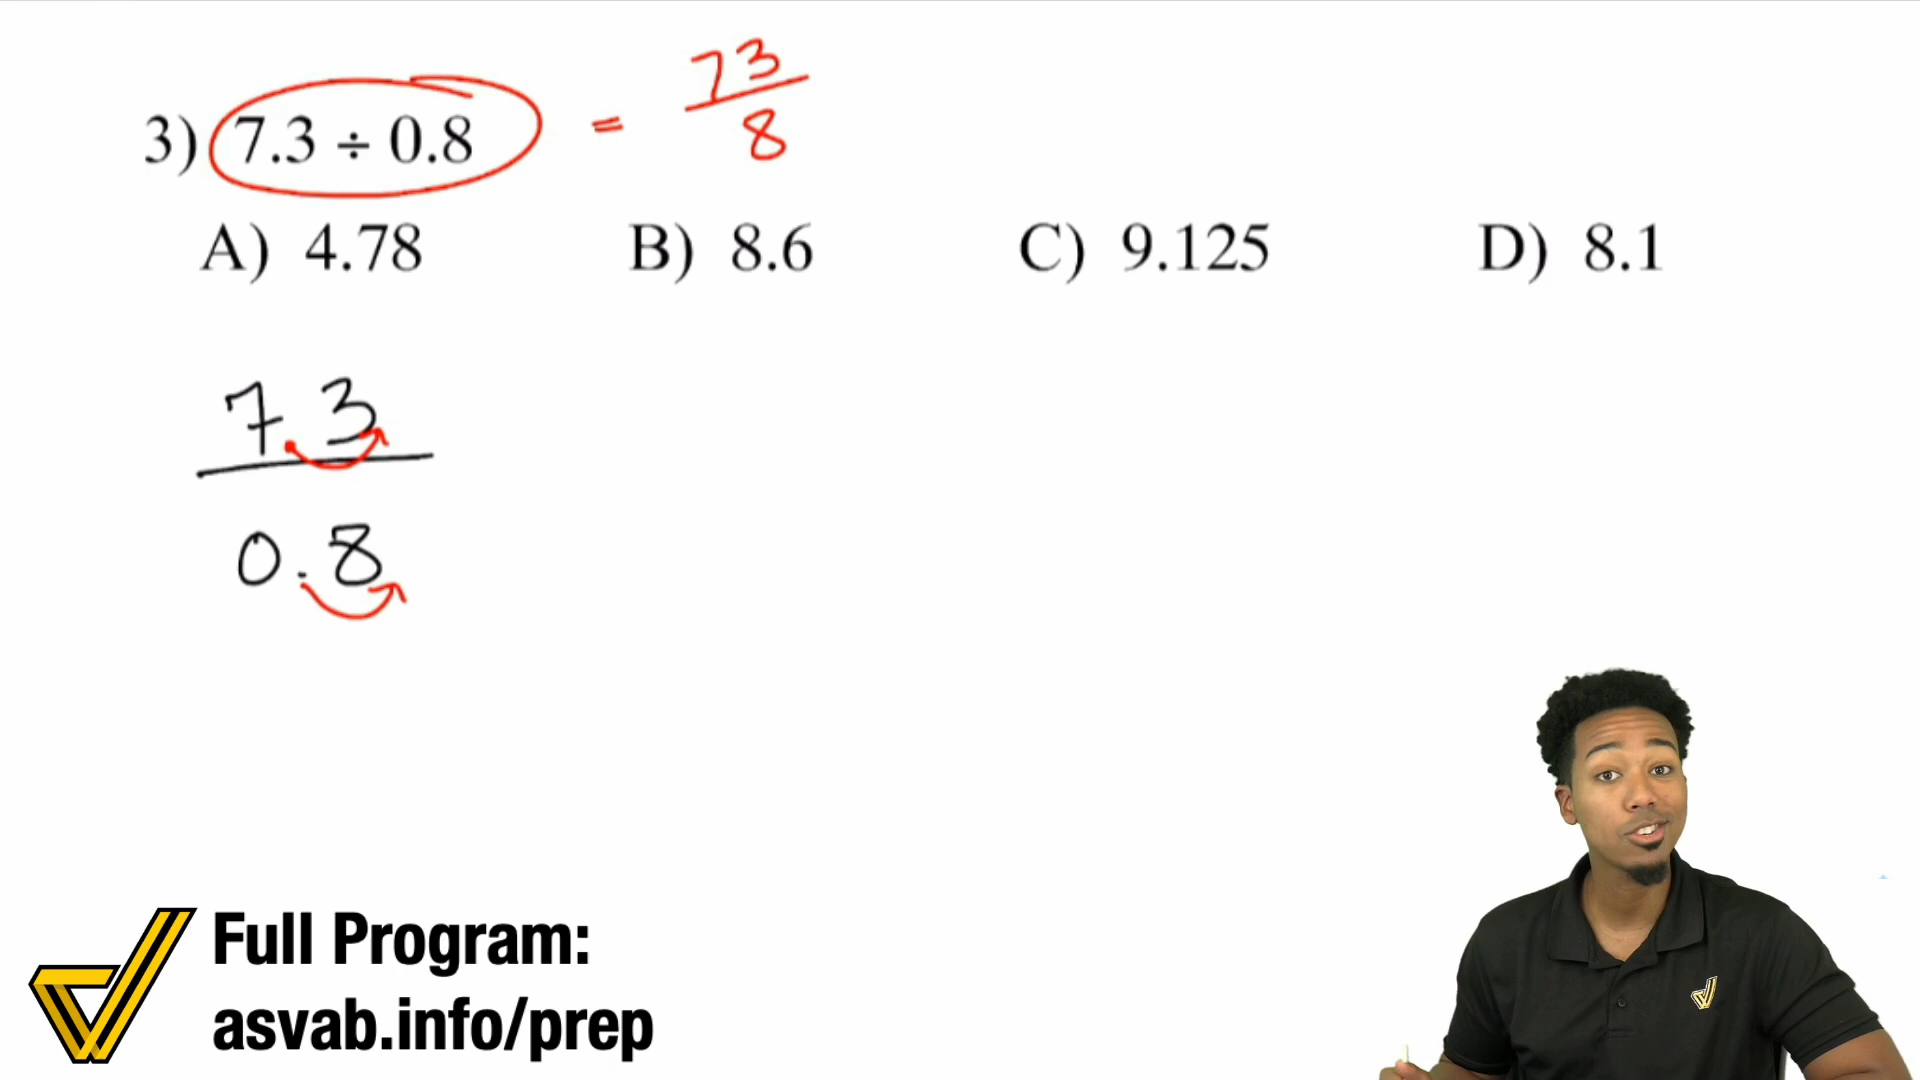 3) 7.3 ÷ 0.8 = 73/8
A) 4.78 B) 8.6 C) 9.125 D) 8.1
7.3
0.8
Full Program:
asvab.info/prep